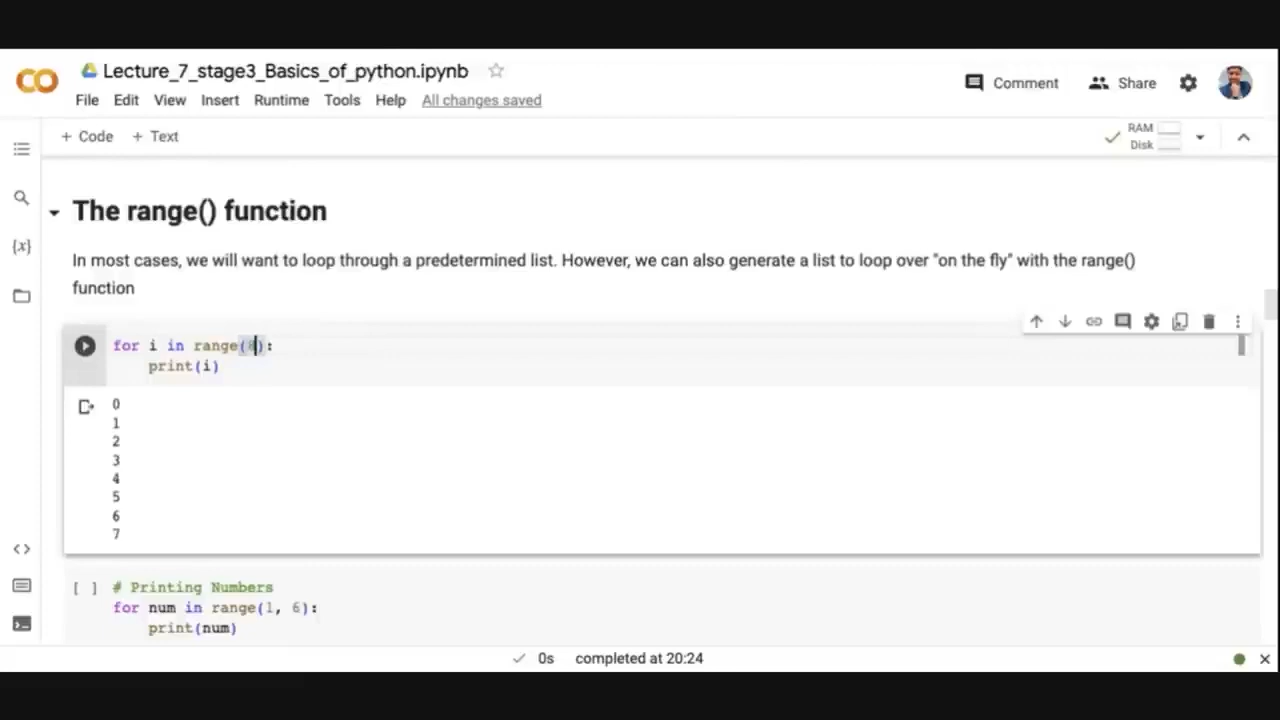 Lecture_7_stage3_Basics_of_python.ipynb
File Edit View Insert Runtime Tools Help All changes saved
Comment Share
+ Code + Text
RAM
Disk
The range() function
In most cases, we will want to loop through a predetermined list. However, we can also generate a list to loop over "on the fly" with the range()
function
for i in range(8):
print(i)
0
1
2
3
4
5
6
7
[ ] # Printing Numbers
for num in range(1, 6):
print(num)
0s completed at 20:24